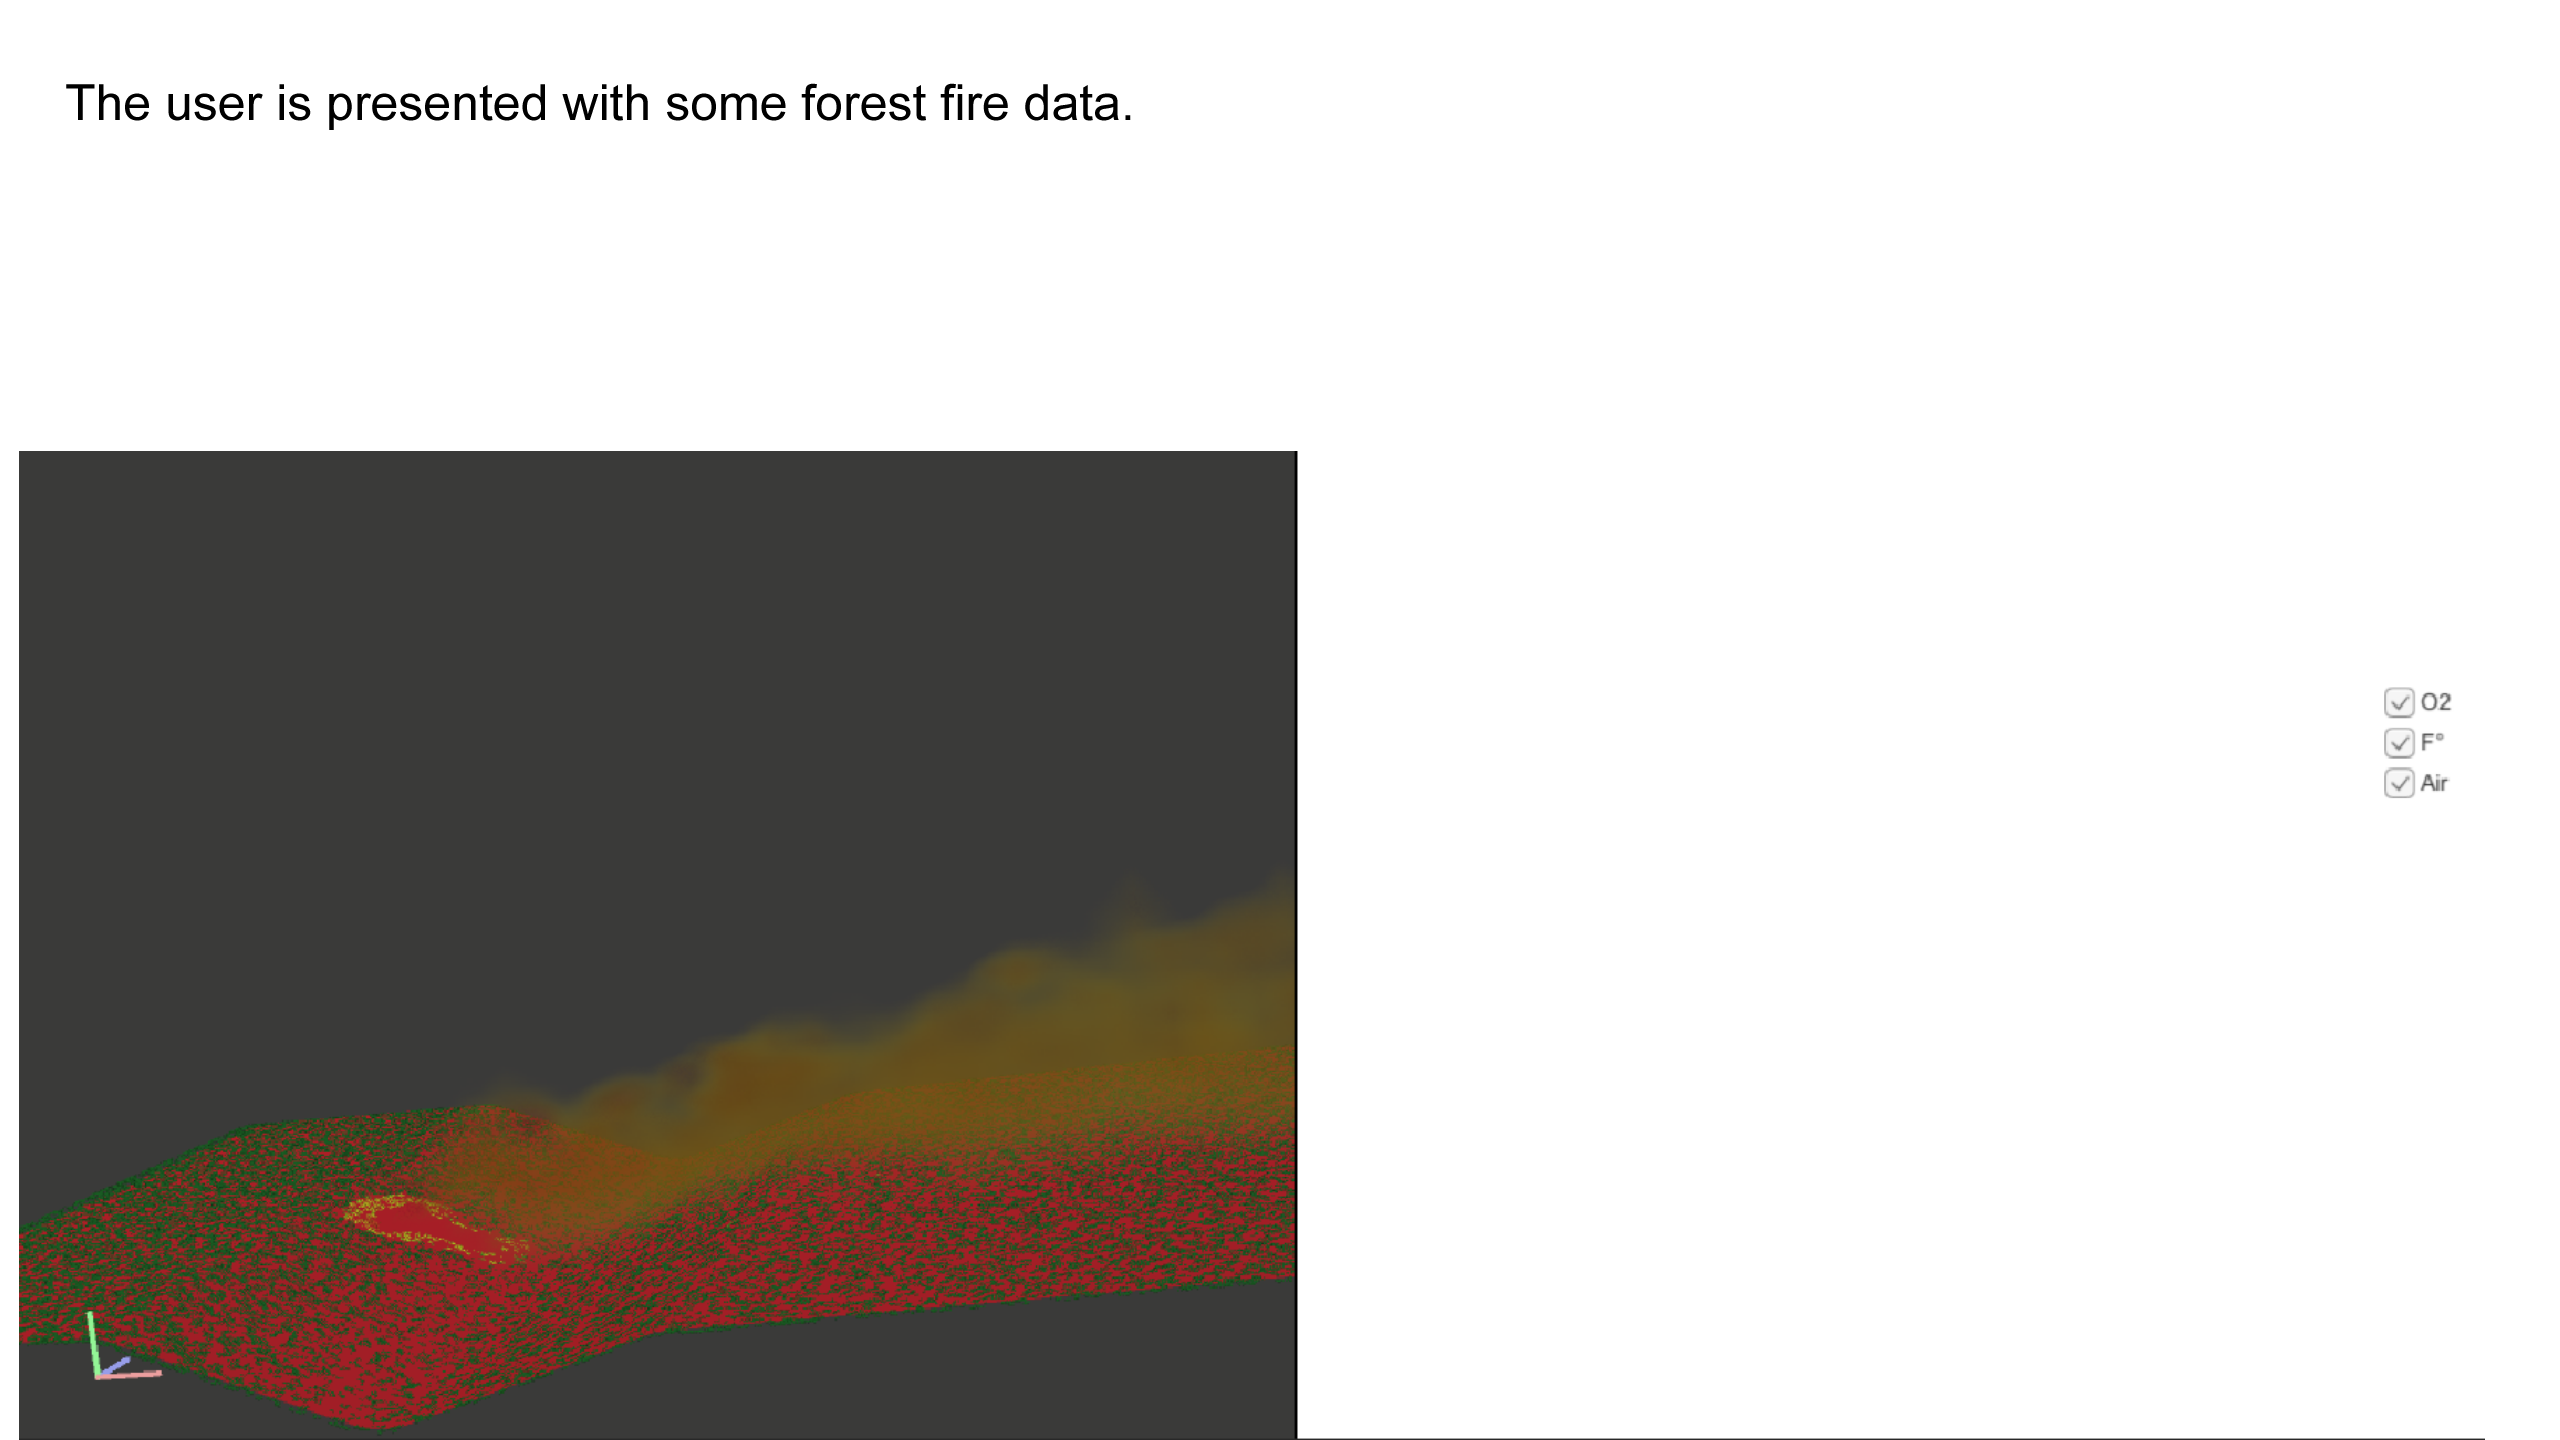 The user is presented with some forest fire data.
O2
F°
Air